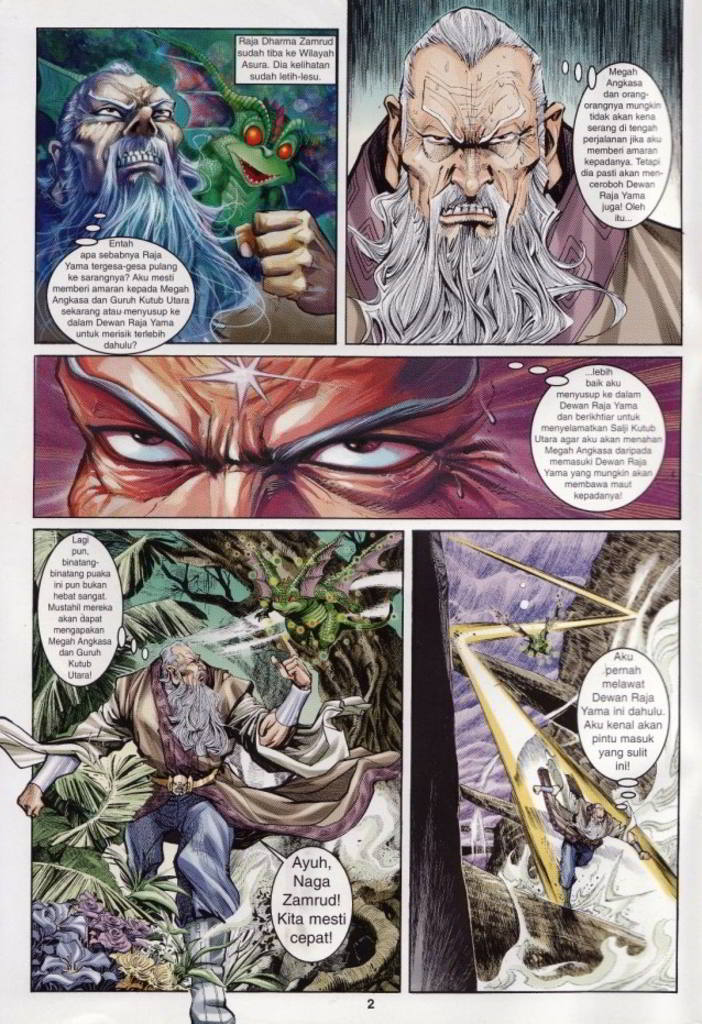 Raja Dharma Zamrud
sudah tiba ke Wilayah
Asura. Dia kelihatan
sudah letih-lesu.
Entah
apa sebabnya Raja
Yama tergesa-gesa pulang
ke sarangnya? Aku mesti
memberi amaran kepada Megah
Angkasa dan Guruh Kutub Utara
sekarang atau menyusup ke
dalam Dewan Raja Yama
untuk merisik terlebih
dahulu?
Megah
Angkasa
dan orang-
orangnya mungkin
tidak akan kena
serang di tengah
perjalanan jika aku
memberi amaran
kepadanya. Tetapi
dia pasti akan men-
ceroboh Dewan
Raja Yama
juga! Oleh
itu...
...lebih
baik aku
menyusup ke dalam
Dewan Raja Yama
dan berikhtiar untuk
menyelamatkan Salji Kutub
Utara agar aku akan menahan
Megah Angkasa daripada
memasuki Dewan Raja
Yama yang mungkin akan
membawa maut
kepadanya!
Lagi
pun,
binatang-
binatang puaka
ini pun bukan
hebat sangat.
Mustahil mereka
akan dapat
mengapakan
Megah Angkasa
dan Guruh
Kutub
Utara!
Ayuh,
Naga
Zamrud!
Kita mesti
cepat!
Aku
pernah
melawat
Dewan Raja
Yama ini dahulu.
Aku kenal akan
pintu masuk
yang sulit
ini!
2